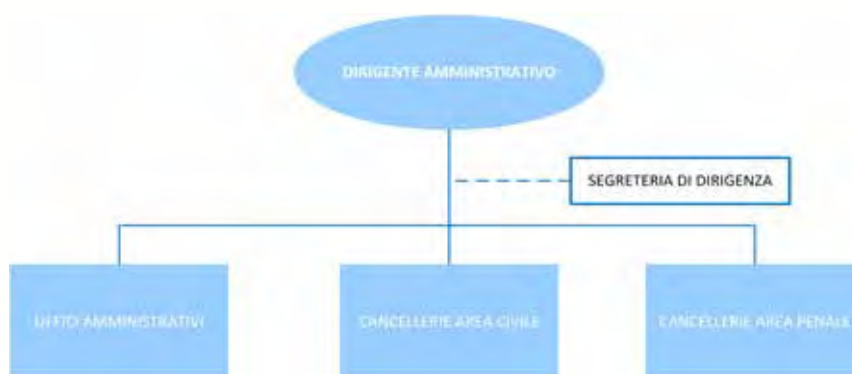 DIRIGENTE AMMINISTRATIVO
SEGRETERIA DI DIRIGENZA
UFFICI AMMINISTRATIVI
CANCELLERIE AREA CIVILE
CANCELLERIE AREA PENALE